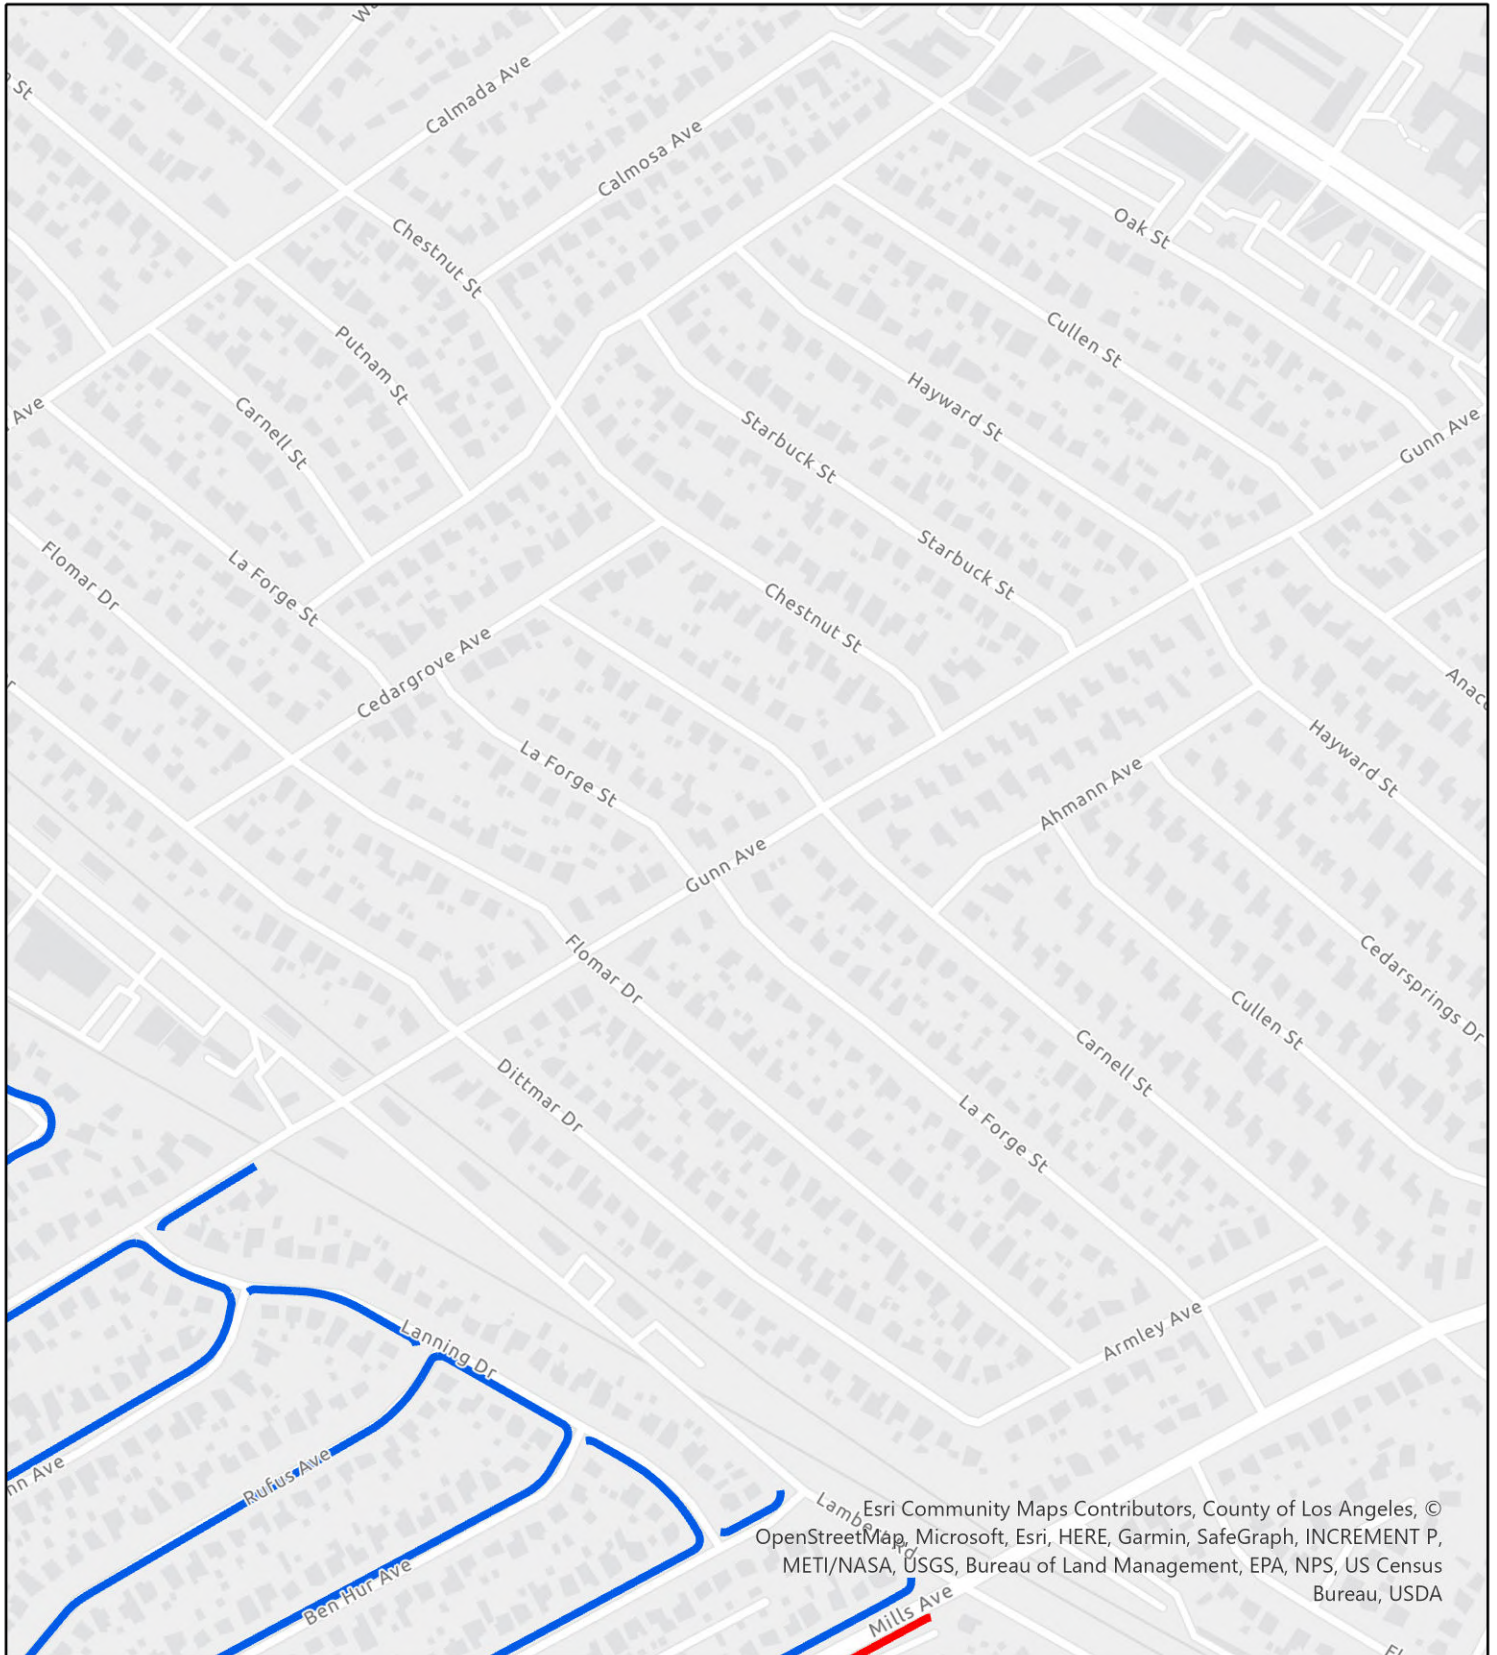 Calmada Ave
St
Calmosa Ave
Chestnut St
Oak St
Putnam St
Cullen St
Ave
Carnell St
Hayward St
Gunn Ave
Starbuck St
Flomar Dr
La Forge St
Starbuck St
Chestnut St
Cedargrove Ave
Hayward St
La Forge St
Ahmann Ave
Gunn Ave
Flomar Dr
Cedarsprings Dr
Cullen St
Carnell St
Dittmar Dr
La Forge St
Armley Ave
Lanning Dr
Rufus Ave
Ave
Lambert Rd
Ben Hur Ave
Mills Ave
Esri Community Maps Contributors, County of Los Angeles, ©
OpenStreetMap, Microsoft, Esri, HERE, Garmin, SafeGraph, INCREMENT P,
METI/NASA, USGS, Bureau of Land Management, EPA, NPS, US Census
Bureau, USDA